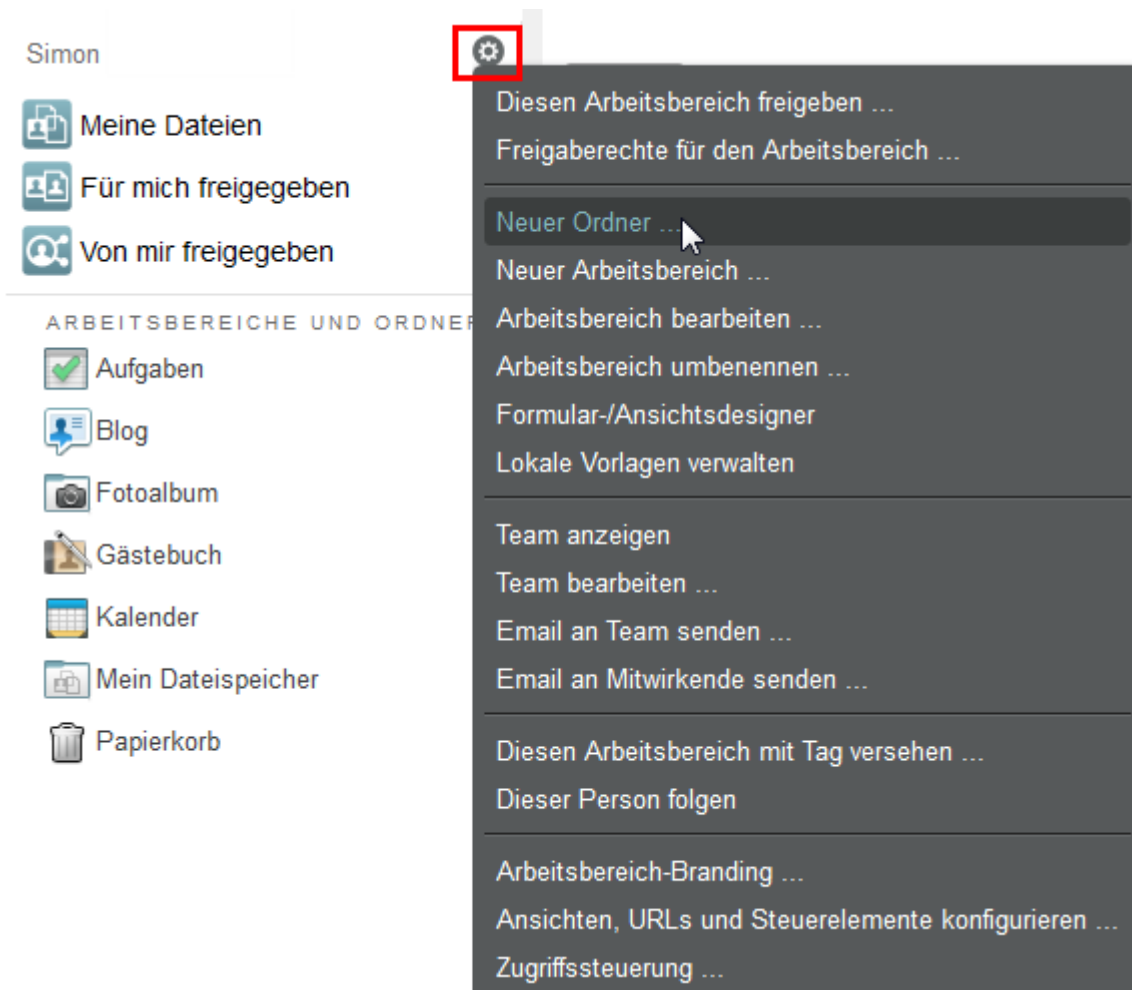 Simon
Meine Dateien
Für mich freigegeben
Von mir freigegeben
ARBEITSBEREICHE UND ORDNER
Aufgaben
Blog
Fotoalbum
Gästebuch
Kalender
Mein Dateispeicher
Papierkorb
Diesen Arbeitsbereich freigeben ...
Freigaberechte für den Arbeitsbereich ...
Neuer Ordner ...
Neuer Arbeitsbereich ...
Arbeitsbereich bearbeiten ...
Arbeitsbereich umbenennen ...
Formular-/Ansichtsdesigner
Lokale Vorlagen verwalten
Team anzeigen
Team bearbeiten ...
Email an Team senden ...
Email an Mitwirkende senden ...
Diesen Arbeitsbereich mit Tag versehen ...
Dieser Person folgen
Arbeitsbereich-Branding ...
Ansichten, URLs und Steuerelemente konfigurieren ...
Zugriffssteuerung ...